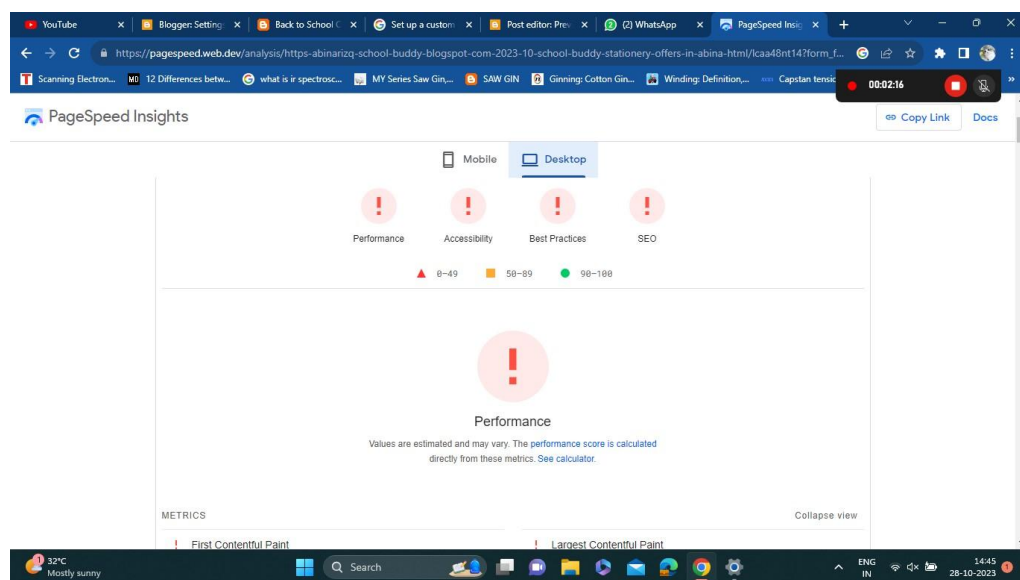 YouTube
Blogger: Setting
Back to School C
Set up a custom
Post editor: Prev
(2) WhatsApp
PageSpeed Insig
https://pagespeed.web.dev/analysis/https-abinarizq-school-buddy-blogspot-com-2023-10-school-buddy-stationery-offers-in-abina-html/lcaa48nt14?form_f...
Scanning Electron...
MD 12 Differences betw...
what is ir spectrosc...
MY Series Saw Gin,...
SAW GIN
Ginning: Cotton Gin...
Winding: Definition,...
Capstan tensic
00:02:16
PageSpeed Insights
Copy Link
Docs
Mobile
Desktop
Performance
Accessibility
Best Practices
SEO
0-49
50-89
90-100
Performance
Values are estimated and may vary. The performance score is calculated
directly from these metrics. See calculator.
METRICS
Collapse view
First Contentful Paint
Largest Contentful Paint
1
32°C
Mostly sunny
Search
ENG
IN
14:45
28-10-2023